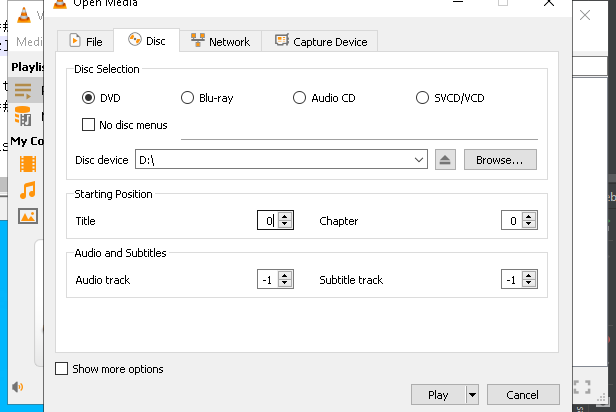 Open Media
Medi
File
Disc
Network
Capture Device
Playlis
Disc Selection
DVD
Blu-ray
Audio CD
SVCD/VCD
No disc menus
My Co
Disc device
D:\
Browse...
Starting Position
Title
0
Chapter
0
Audio and Subtitles
Audio track
-1
Subtitle track
-1
Show more options
Play
Cancel